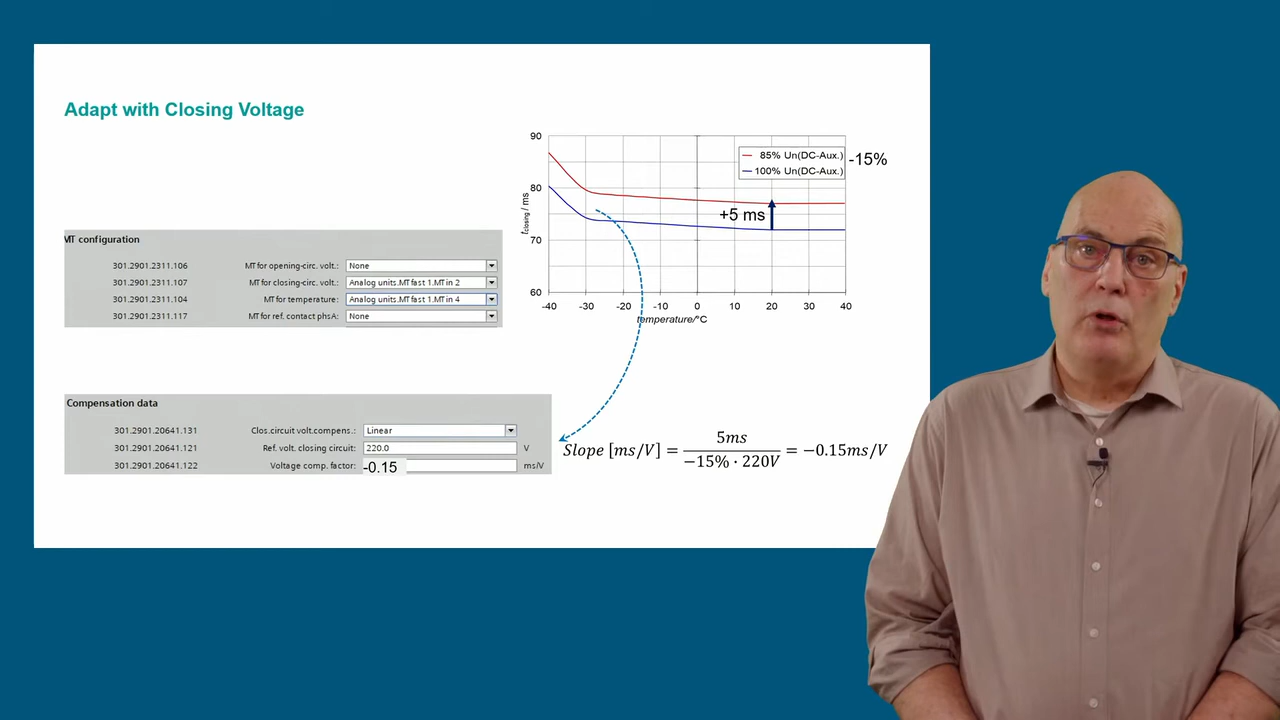 Adapt with Closing Voltage
90
80
70
60
tclosing / ms
85% Un(DC-Aux.)
100% Un(DC-Aux.)
-15%
+5 ms
-40 -30 -20 -10 0 10 20 30 40
temperature/°C
MT configuration
301.2901.2311.106 MT for opening-circ. volt.: None
301.2901.2311.107 MT for closing-circ. volt.: Analog units.MT fast 1.MT in 2
301.2901.2311.104 MT for temperature: Analog units.MT fast 1.MT in 4
301.2901.2311.117 MT for ref. contact phsA: None
Compensation data
301.2901.20641.131 Clos.circuit volt.compens.: Linear
301.2901.20641.121 Ref. volt. closing circuit: 220.0 V
301.2901.20641.122 Voltage comp. factor: -0.15 ms/V
Slope [ms/V] = 5ms / −15% · 220V = −0.15ms/V